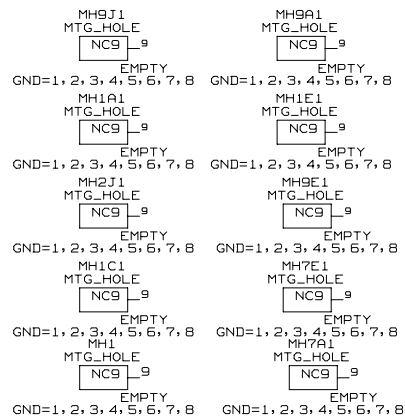 MH9J1
MTG_HOLE
NC9 9
EMPTY
GND=1,2,3,4,5,6,7,8
MH9A1
MTG_HOLE
NC9 9
EMPTY
GND=1,2,3,4,5,6,7,8
MH1A1
MTG_HOLE
NC9 9
EMPTY
GND=1,2,3,4,5,6,7,8
MH1E1
MTG_HOLE
NC9 9
EMPTY
GND=1,2,3,4,5,6,7,8
MH2J1
MTG_HOLE
NC9 9
EMPTY
GND=1,2,3,4,5,6,7,8
MH9E1
MTG_HOLE
NC9 9
EMPTY
GND=1,2,3,4,5,6,7,8
MH1C1
MTG_HOLE
NC9 9
EMPTY
GND=1,2,3,4,5,6,7,8
MH7E1
MTG_HOLE
NC9 9
EMPTY
GND=1,2,3,4,5,6,7,8
MH1
MTG_HOLE
NC9 9
EMPTY
GND=1,2,3,4,5,6,7,8
MH7A1
MTG_HOLE
NC9 9
EMPTY
GND=1,2,3,4,5,6,7,8